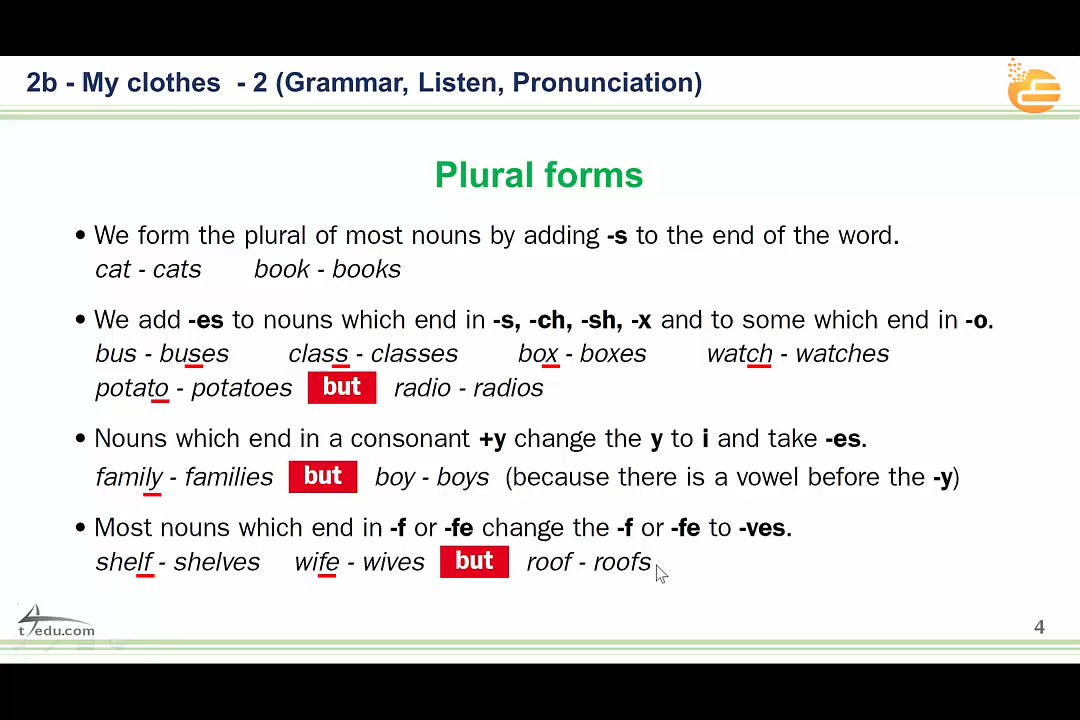 2b - My clothes - 2 (Grammar, Listen, Pronunciation)
Plural forms
• We form the plural of most nouns by adding -s to the end of the word.
cat - cats book - books
• We add -es to nouns which end in -s, -ch, -sh, -x and to some which end in -o.
bus - buses class - classes box - boxes watch - watches
potato - potatoes but radio - radios
• Nouns which end in a consonant +y change the y to i and take -es.
family - families but boy - boys (because there is a vowel before the -y)
• Most nouns which end in -f or -fe change the -f or -fe to -ves.
shelf - shelves wife - wives but roof - roofs
t4edu.com
4